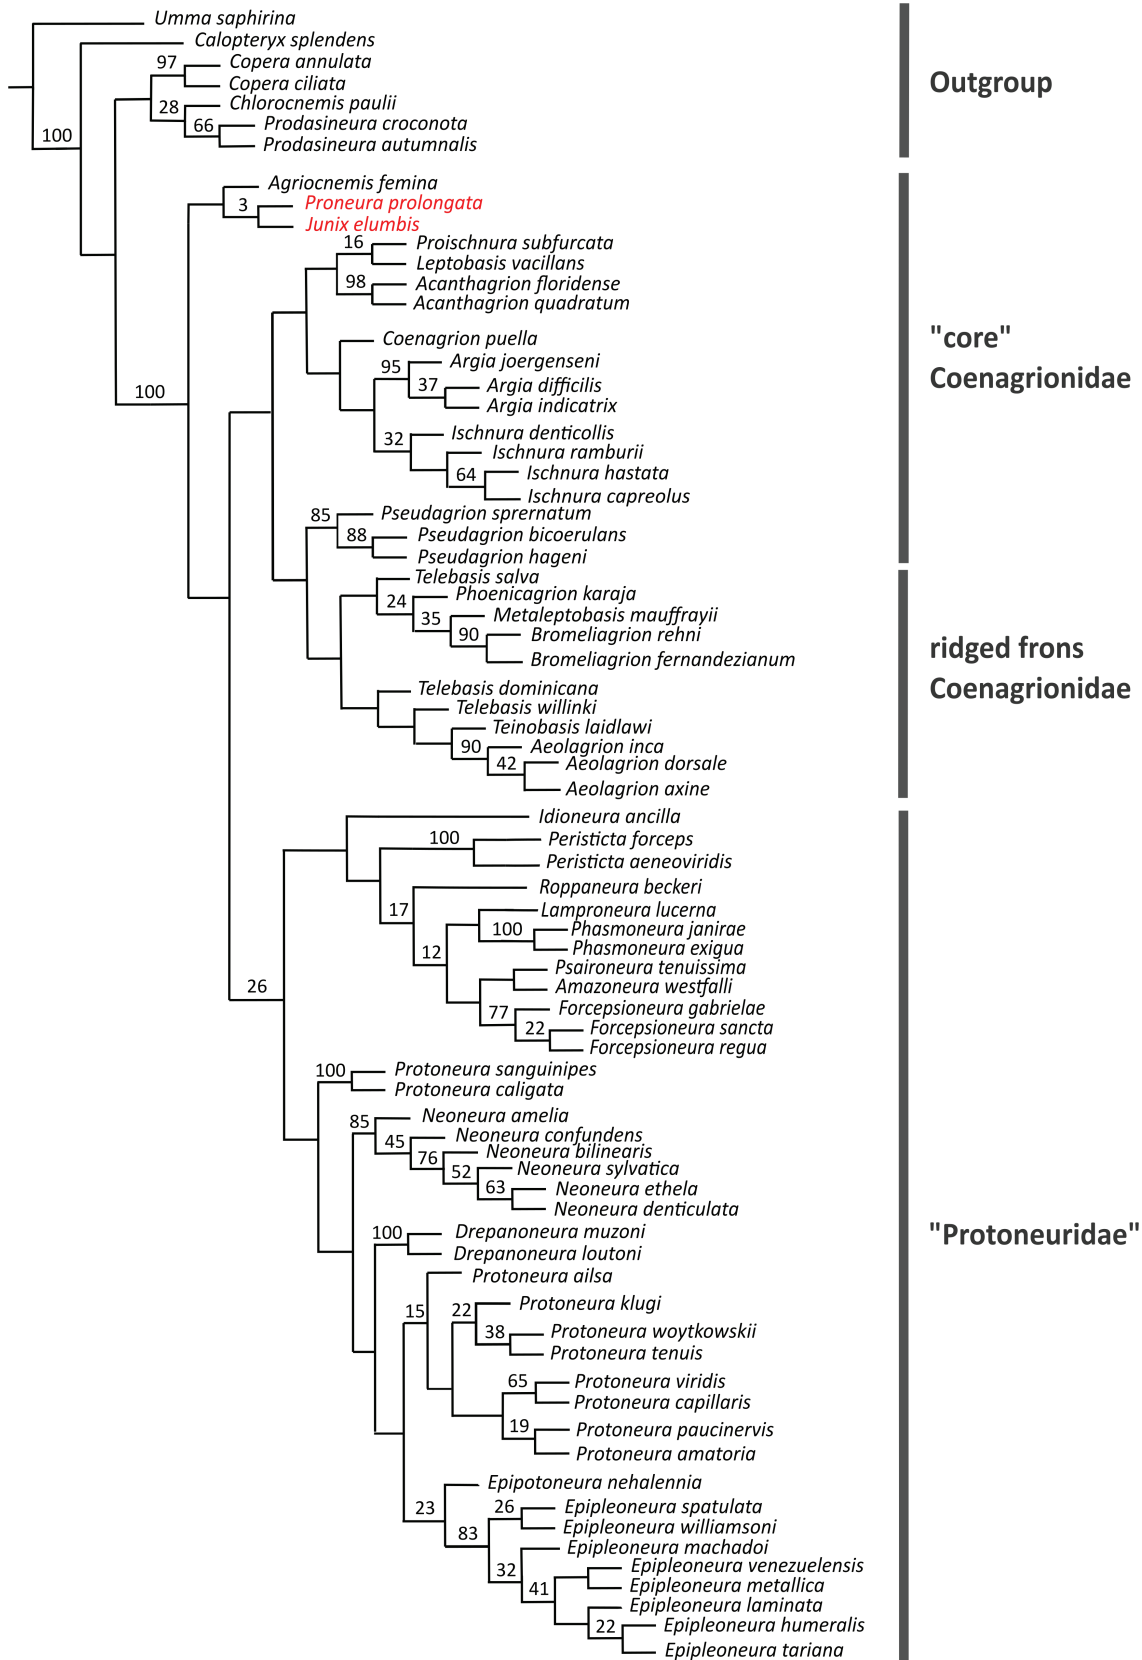 Umma saphirina
Calopteryx splendens
97
Copera annulata
Copera ciliata
Outgroup
28
Chlorocnemis paulii
66
Prodasineura croconota
100
Prodasineura autumnalis
Agriocnemis femina
3
Proneura prolongata
Junix elumbis
16
Proischnura subfurcata
Leptobasis vacillans
98
Acanthagrion floridense
Acanthagrion quadratum
"core"
Coenagrionidae
Coenagrion puella
95
Argia joergenseni
37
Argia difficilis
100
Argia indicatrix
32
Ischnura denticollis
Ischnura ramburii
64
Ischnura hastata
Ischnura capreolus
85
Pseudagrion sprernatum
88
Pseudagrion bicoerulans
Pseudagrion hageni
Telebasis salva
24
Phoenicagrion karaja
35
Metaleptobasis mauffrayii
90
Bromeliagrion rehni
Bromeliagrion fernandezianum
ridged frons
Coenagrionidae
Telebasis dominicana
Telebasis willinki
Teinobasis laidlawi
90
Aeolagrion inca
42
Aeolagrion dorsale
Aeolagrion axine
Idioneura ancilla
100
Peristicta forceps
Peristicta aeneoviridis
Roppaneura beckeri
17
Lamproneura lucerna
100
Phasmoneura janirae
12
Phasmoneura exigua
Psaironeura tenuissima
26
Amazoneura westfalli
77
Forcepsioneura gabrielae
22
Forcepsioneura sancta
Forcepsioneura regua
100
Protoneura sanguinipes
Protoneura caligata
85
Neoneura amelia
45
Neoneura confundens
76
Neoneura bilinearis
52
Neoneura sylvatica
63
Neoneura ethela
Neoneura denticulata
"Protoneuridae"
100
Drepanoneura muzoni
Drepanoneura loutoni
Protoneura ailsa
15
22
Protoneura klugi
38
Protoneura woytkowskii
Protoneura tenuis
65
Protoneura viridis
Protoneura capillaris
19
Protoneura paucinervis
Protoneura amatoria
Epipotoneura nehalennia
23
26
Epipleoneura spatulata
83
Epipleoneura williamsoni
Epipleoneura machadoi
32
Epipleoneura venezuelensis
41
Epipleoneura metallica
Epipleoneura laminata
22
Epipleoneura humeralis
Epipleoneura tariana